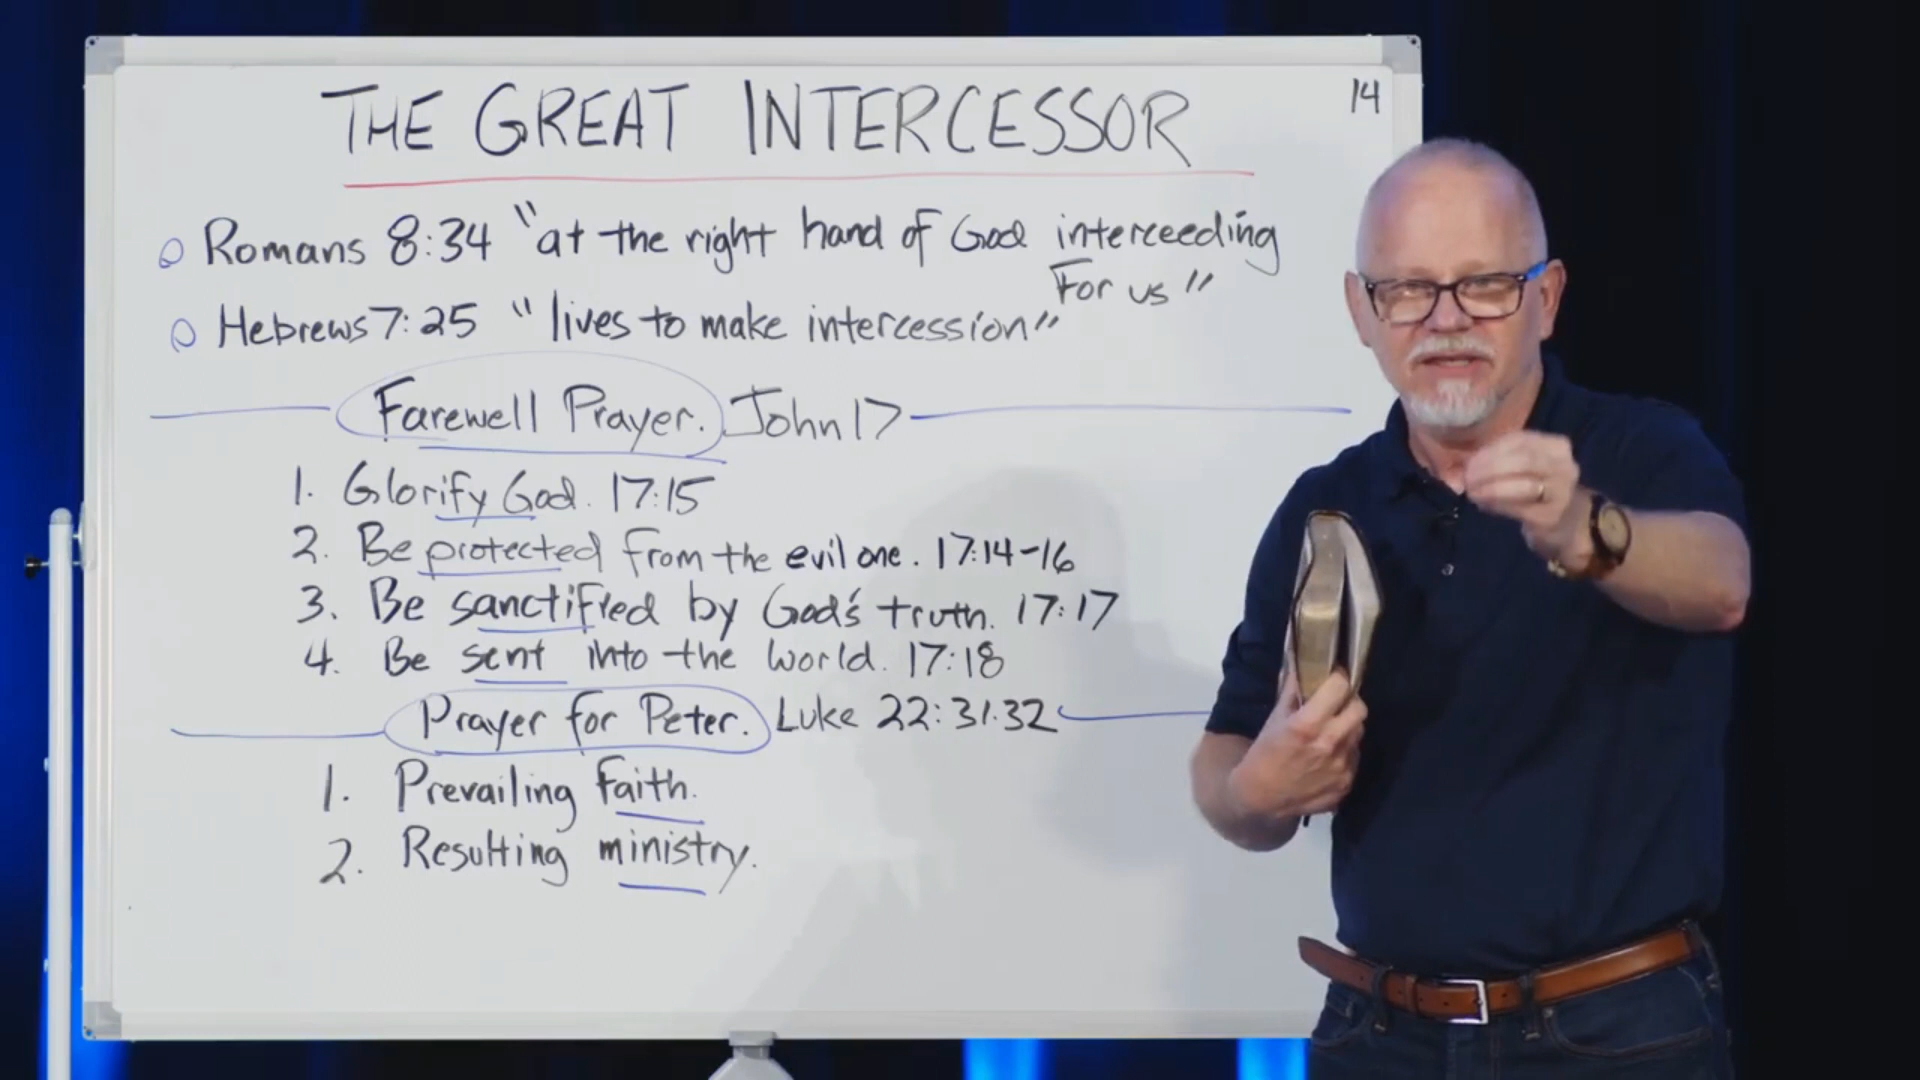 THE GREAT INTERCESSOR
14
Romans 8:34 "at the right hand of God interceeding
For us"
Hebrews 7:25 "lives to make intercession"
Farewell Prayer. John 17
1. Glorify God. 17:15
2. Be protected from the evil one. 17:14-16
3. Be sanctified by God's truth. 17:17
4. Be sent into the world. 17:18
Prayer for Peter. Luke 22:31.32
1. Prevailing faith.
2. Resulting ministry.